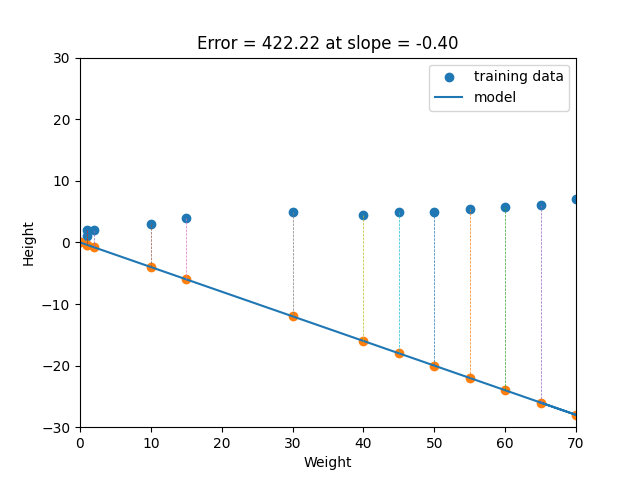 Error = 422.22 at slope = -0.40
30
20
10
0
−10
−20
−30
Height
training data
model
0 10 20 30 40 50 60 70
Weight